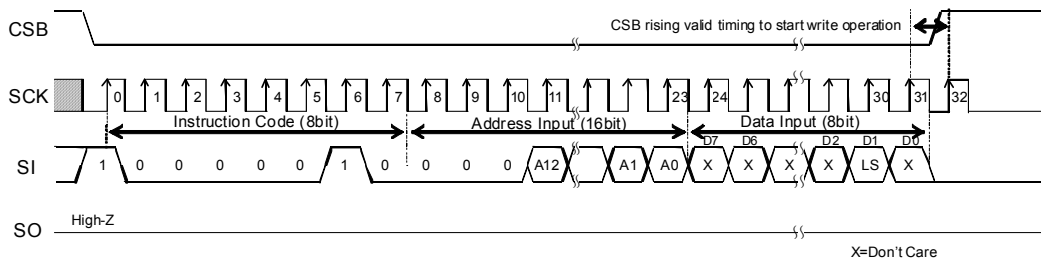 CSB
CSB rising valid timing to start write operation
SCK
0 1 2 3 4 5 6 7 8 9 10 11 23 24 30 31 32
Instruction Code (8bit) Address Input (16bit) Data Input (8bit)
D7 D6 D2 D1 D0
SI
1 0 0 0 0 0 1 0 0 0 0 A12 A1 A0 X X X X LS X
High-Z
SO
X=Don't Care